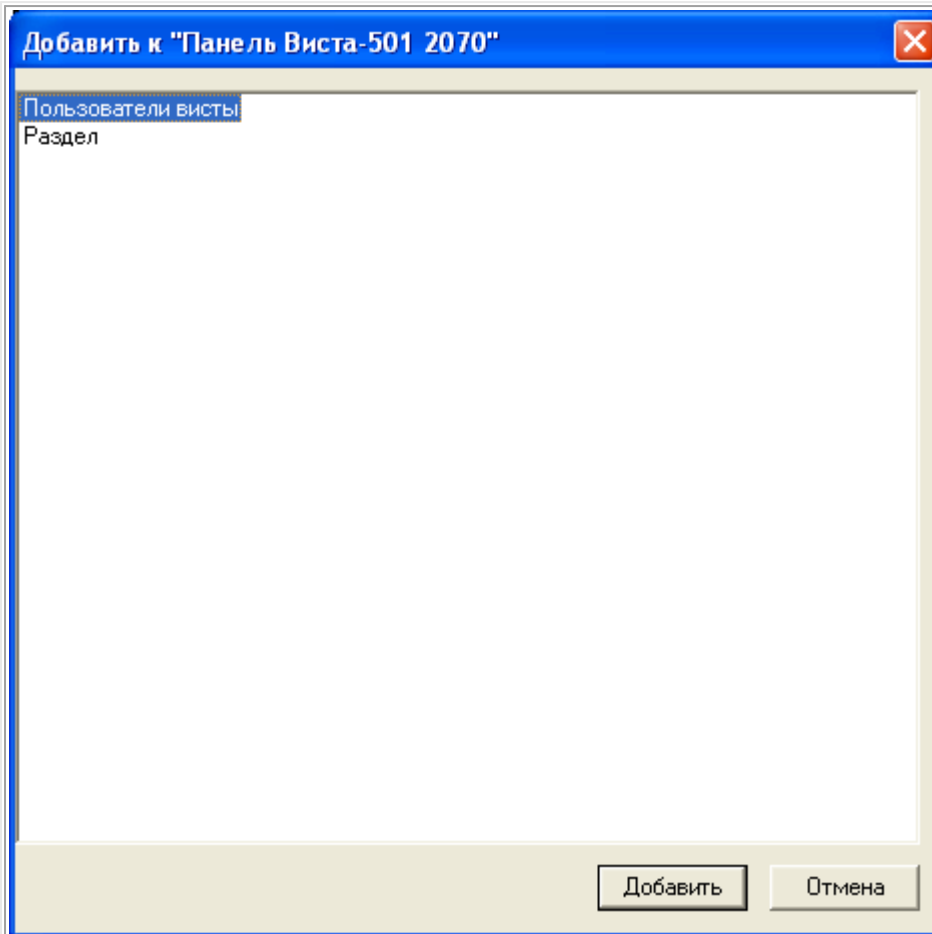 Добавить к "Панель Виста-501 2070"
Пользователи висты
Раздел
Добавить
Отмена